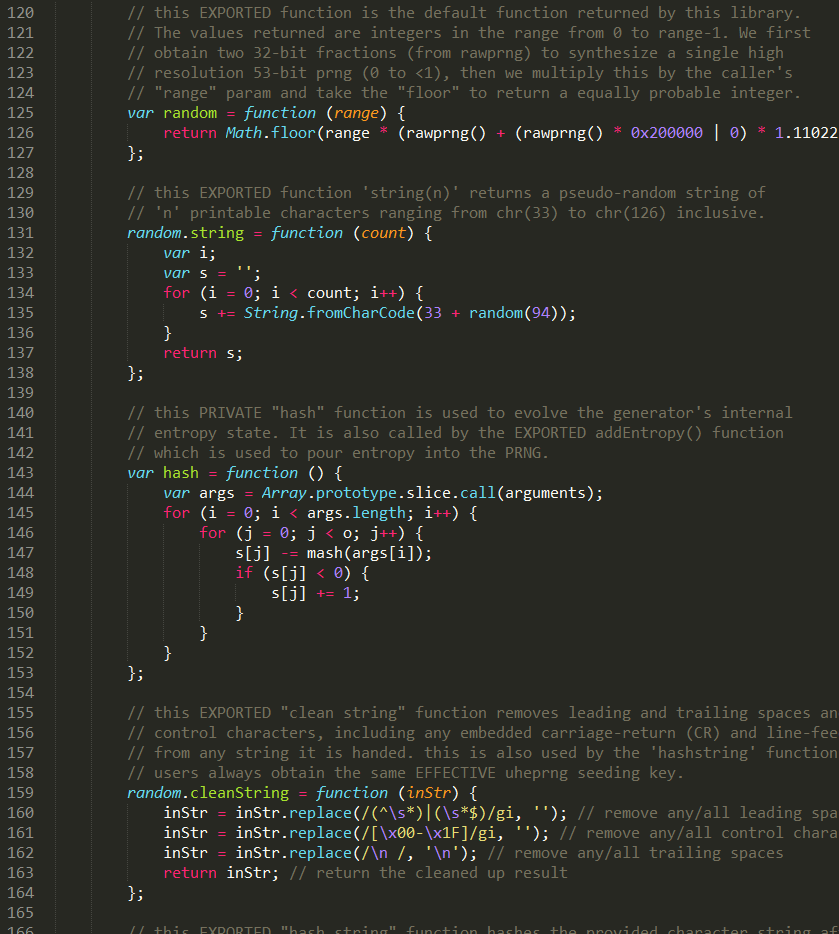 120 // this EXPORTED function is the default function returned by this library.
121 // The values returned are integers in the range from 0 to range-1. We first
122 // obtain two 32-bit fractions (from rawprng) to synthesize a single high
123 // resolution 53-bit prng (0 to <1), then we multiply this by the caller's
124 // "range" param and take the "floor" to return a equally probable integer.
125 var random = function (range) {
126 return Math.floor(range * (rawprng() + (rawprng() * 0x200000 | 0) * 1.11022
127 };
128
129 // this EXPORTED function 'string(n)' returns a pseudo-random string of
130 // 'n' printable characters ranging from chr(33) to chr(126) inclusive.
131 random.string = function (count) {
132 var i;
133 var s = '';
134 for (i = 0; i < count; i++) {
135 s += String.fromCharCode(33 + random(94));
136 }
137 return s;
138 };
139
140 // this PRIVATE "hash" function is used to evolve the generator's internal
141 // entropy state. It is also called by the EXPORTED addEntropy() function
142 // which is used to pour entropy into the PRNG.
143 var hash = function () {
144 var args = Array.prototype.slice.call(arguments);
145 for (i = 0; i < args.length; i++) {
146 for (j = 0; j < o; j++) {
147 s[j] -= mash(args[i]);
148 if (s[j] < 0) {
149 s[j] += 1;
150 }
151 }
152 }
153 };
154
155 // this EXPORTED "clean string" function removes leading and trailing spaces an
156 // control characters, including any embedded carriage-return (CR) and line-fee
157 // from any string it is handed. this is also used by the 'hashstring' function
158 // users always obtain the same EFFECTIVE uheprng seeding key.
159 random.cleanString = function (inStr) {
160 inStr = inStr.replace(/(^\s*)|(\s*$)/gi, ''); // remove any/all leading spa
161 inStr = inStr.replace(/[\x00-\x1F]/gi, ''); // remove any/all control chara
162 inStr = inStr.replace(/\n /, '\n'); // remove any/all trailing spaces
163 return inStr; // return the cleaned up result
164 };
165
166 // this EXPORTED "hash string" function hashes the provided character string af